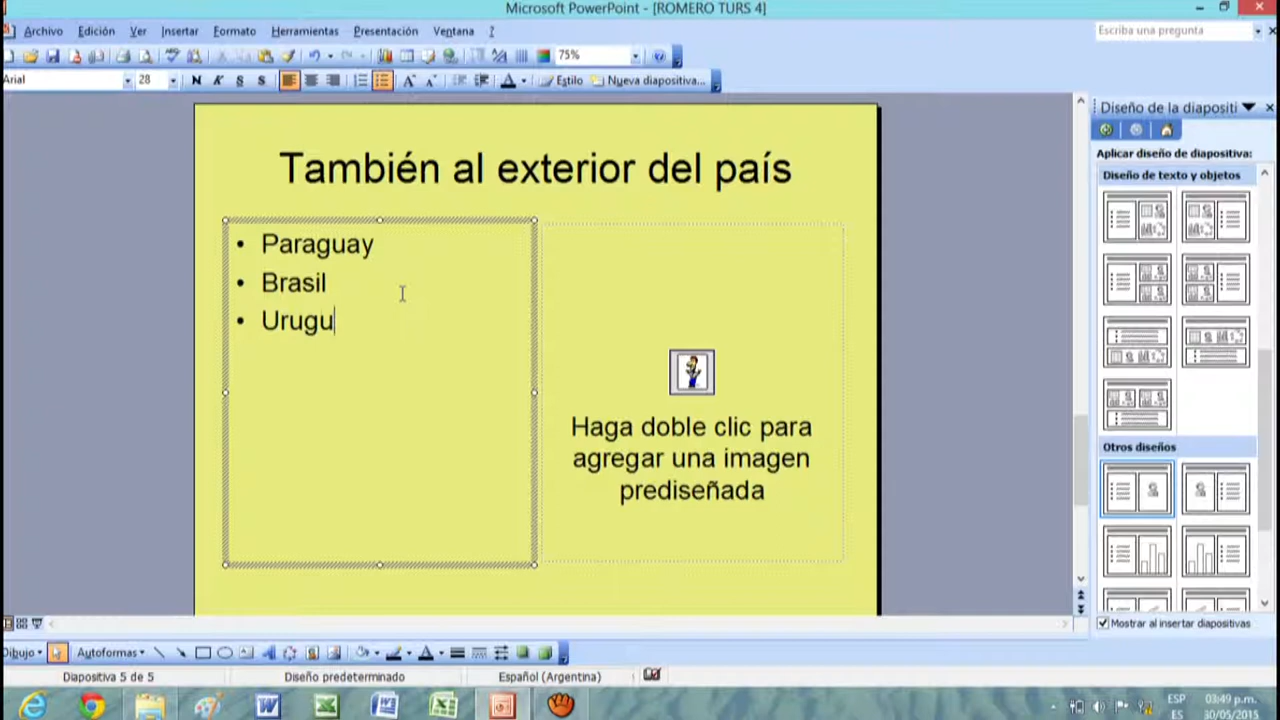 Microsoft PowerPoint - [ROMERO TURS 4]
Archivo Edición Ver Insertar Formato Herramientas Presentación Ventana ?
Escriba una pregunta
75%
Arial 28 N K S S A A A Estilo Nueva diapositiva...
Diseño de la diapositi
Aplicar diseño de diapositiva:
Diseño de texto y objetos
También al exterior del país
• Paraguay
• Brasil
• Urugu
Haga doble clic para
agregar una imagen
prediseñada
Otros diseños
Mostrar al insertar diapositivas
Dibujo Autoformas A
Diapositiva 5 de 5 Diseño predeterminado Español (Argentina)
ESP
ES
03:49 p.m.
30/05/2015